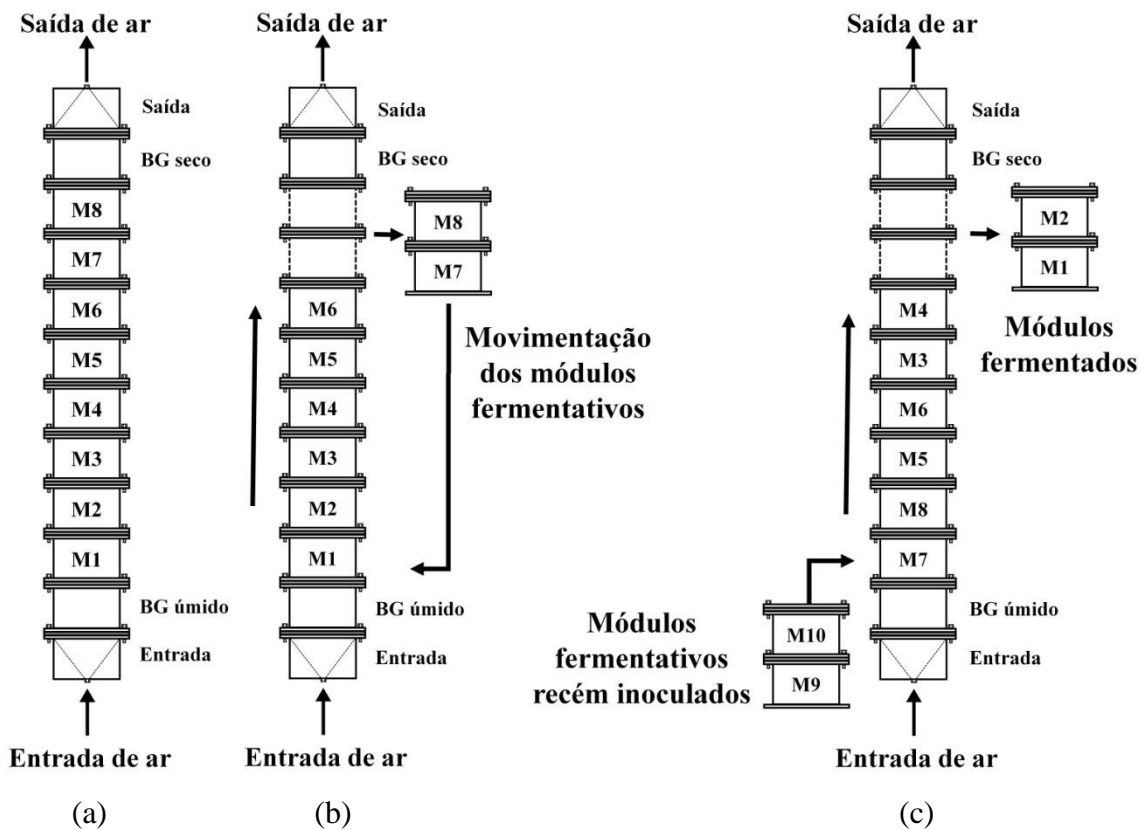 Saída de ar
Saída
BG seco
M8
M7
M6
M5
M4
M3
M2
M1
BG úmido
Entrada
Entrada de ar
(a)
Saída de ar
Saída
BG seco
M8
M7
M6
M5
M4
M3
M2
M1
Movimentação
dos módulos
fermentativos
BG úmido
Entrada
Entrada de ar
(b)
Saída de ar
Saída
BG seco
M2
M1
Módulos
fermentados
M4
M3
M6
M5
M8
M7
M10
M9
Módulos
fermentativos
recém inoculados
BG úmido
Entrada
Entrada de ar
(c)